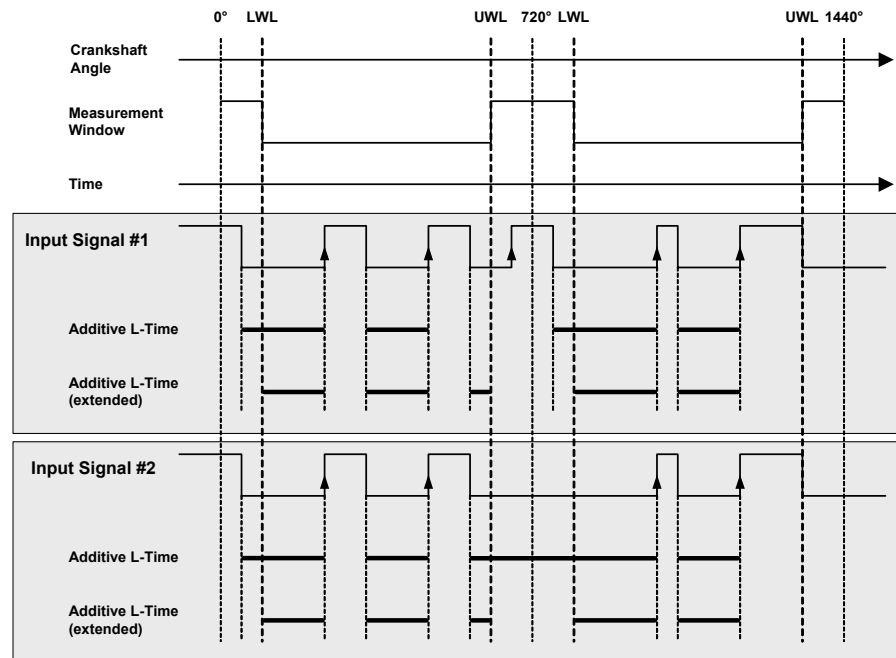 0° LWL UWL 720° LWL UWL 1440°
Crankshaft
Angle
Measurement
Window
Time
Input Signal #1
Additive L-Time
Additive L-Time
(extended)
Input Signal #2
Additive L-Time
Additive L-Time
(extended)